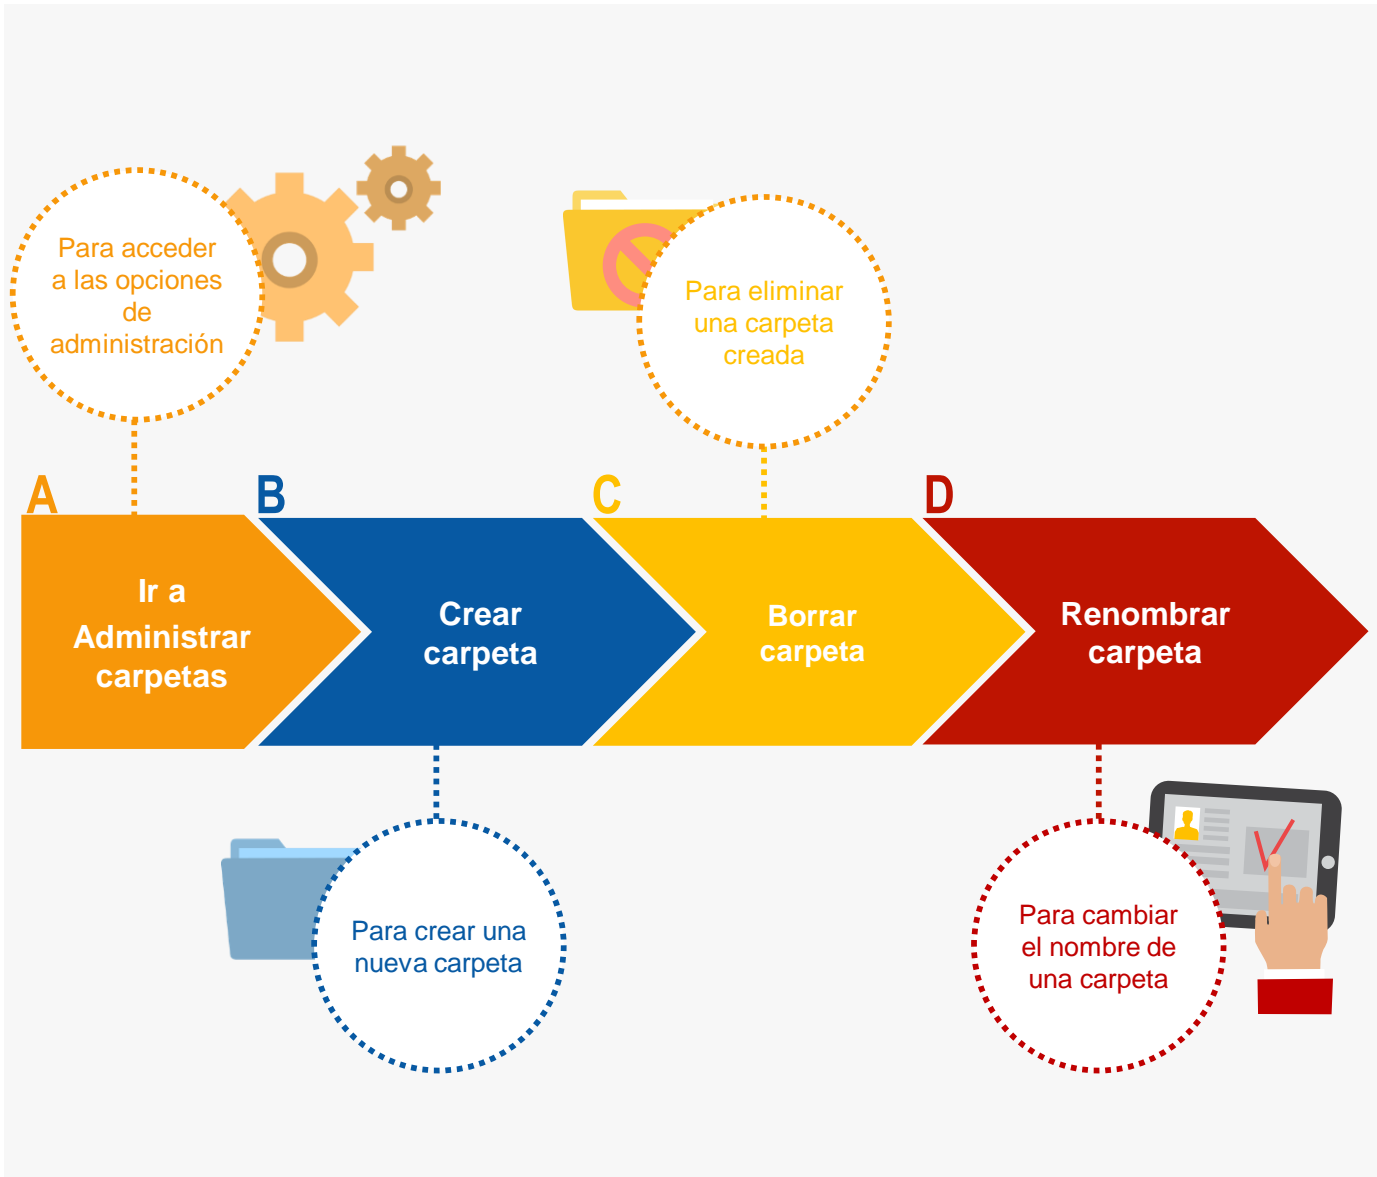 Para acceder
a las opciones
de
administración
Para eliminar
una carpeta
creada
A
B
C
D
Ir a
Administrar
carpetas
Crear
carpeta
Borrar
carpeta
Renombrar
carpeta
Para crear una
nueva carpeta
Para cambiar
el nombre de
una carpeta